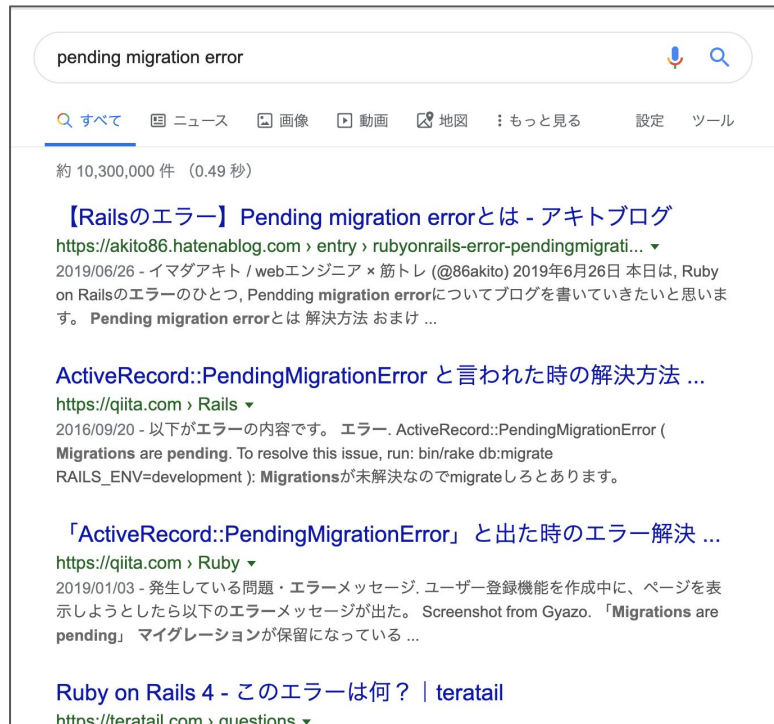 pending migration error
すべて ニュース 画像 動画 地図 もっと見る 設定 ツール
約 10,300,000 件 （0.49 秒）
【Railsのエラー】Pending migration errorとは - アキトブログ
https://akito86.hatenablog.com › entry › rubyonrails-error-pendingmigrati...
2019/06/26 - イマダアキト / webエンジニア × 筋トレ (@86akito) 2019年6月26日 本日は, Ruby
on Railsのエラーのひとつ, Pendding migration errorについてブログを書いていきたいと思いま
す。 Pending migration errorとは 解決方法 おまけ ...
ActiveRecord::PendingMigrationError と言われた時の解決方法 ...
https://qiita.com › Rails
2016/09/20 - 以下がエラーの内容です。 エラー. ActiveRecord::PendingMigrationError (
Migrations are pending. To resolve this issue, run: bin/rake db:migrate
RAILS_ENV=development ): Migrationsが未解決なのでmigrateしろとあります。
「ActiveRecord::PendingMigrationError」と出た時のエラー解決 ...
https://qiita.com › Ruby
2019/01/03 - 発生している問題・エラーメッセージ. ユーザー登録機能を作成中に、ページを表
示しようとしたら以下のエラーメッセージが出た。 Screenshot from Gyazo. 「Migrations are
pending」 マイグレーションが保留になっている ...
Ruby on Rails 4 - このエラーは何？｜teratail
https://teratail.com › questions